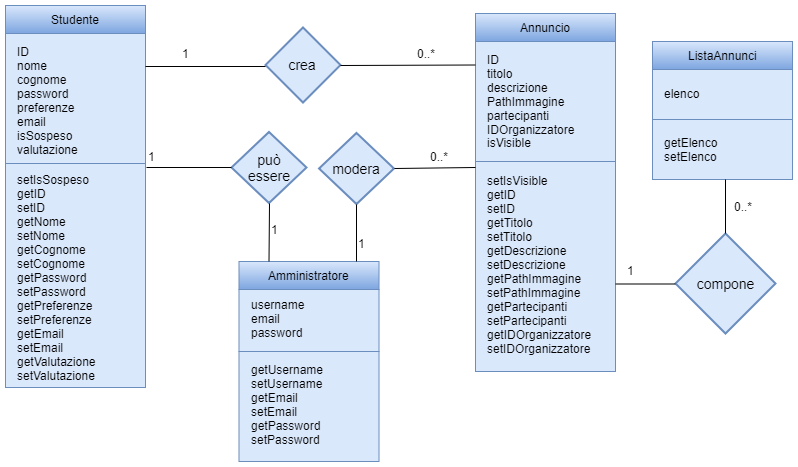 Studente
ID
nome
cognome
password
preferenze
email
isSospeso
valutazione
setIsSospeso
getID
setID
getNome
setNome
getCognome
setCognome
getPassword
setPassword
getPreferenze
setPreferenze
getEmail
setEmail
getValutazione
setValutazione
1
crea
0..*
1
può
essere
1
modera
0..*
1
Amministratore
username
email
password
getUsername
setUsername
getEmail
setEmail
getPassword
setPassword
Annuncio
ID
titolo
descrizione
PathImmagine
partecipanti
IDOrganizzatore
isVisible
setIsVisible
getID
setID
getTitolo
setTitolo
getDescrizione
setDescrizione
getPathImmagine
setPathImmagine
getPartecipanti
setPartecipanti
getIDOrganizzatore
setIDOrganizzatore
1
compone
0..*
ListaAnnunci
elenco
getElenco
setElenco